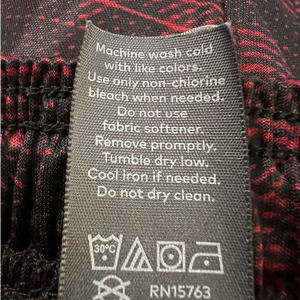 Machine wash cold
with like colors.
Use only non-chlorine
bleach when needed.
Do not use
fabric softener.
Remove promptly.
Tumble dry low.
Cool iron if needed.
Do not dry clean.
30°C
RN15763